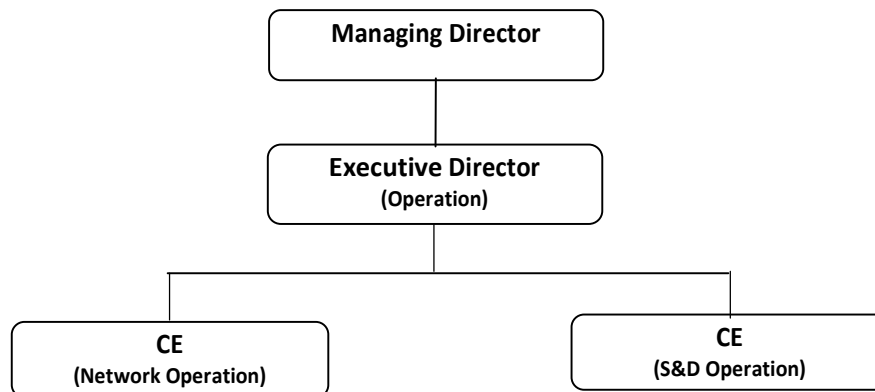 Managing Director
Executive Director
(Operation)
CE
(Network Operation)
CE
(S&D Operation)